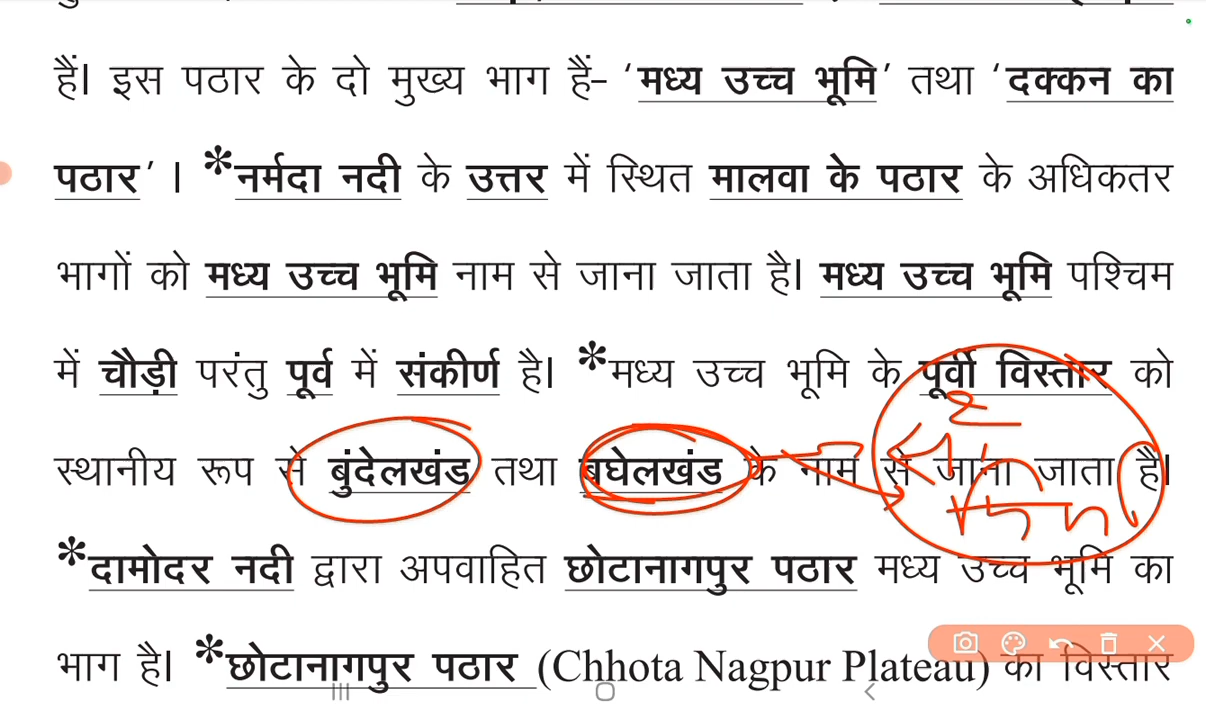 हैं। इस पठार के दो मुख्य भाग हैं– ‘मध्य उच्च भूमि’ तथा ‘दक्कन का
पठार’ । *नर्मदा नदी के उत्तर में स्थित मालवा के पठार के अधिकतर
भागों को मध्य उच्च भूमि नाम से जाना जाता है। मध्य उच्च भूमि पश्चिम
में चौड़ी परंतु पूर्व में संकीर्ण है। *मध्य उच्च भूमि के पूर्वी विस्तार को
स्थानीय रूप से बुंदेलखंड तथा बघेलखंड के नाम से जाना जाता है।
*दामोदर नदी द्वारा अपवाहित छोटानागपुर पठार मध्य उच्च भूमि का
भाग है। *छोटानागपुर पठार (Chhota Nagpur Plateau) का विस्तार